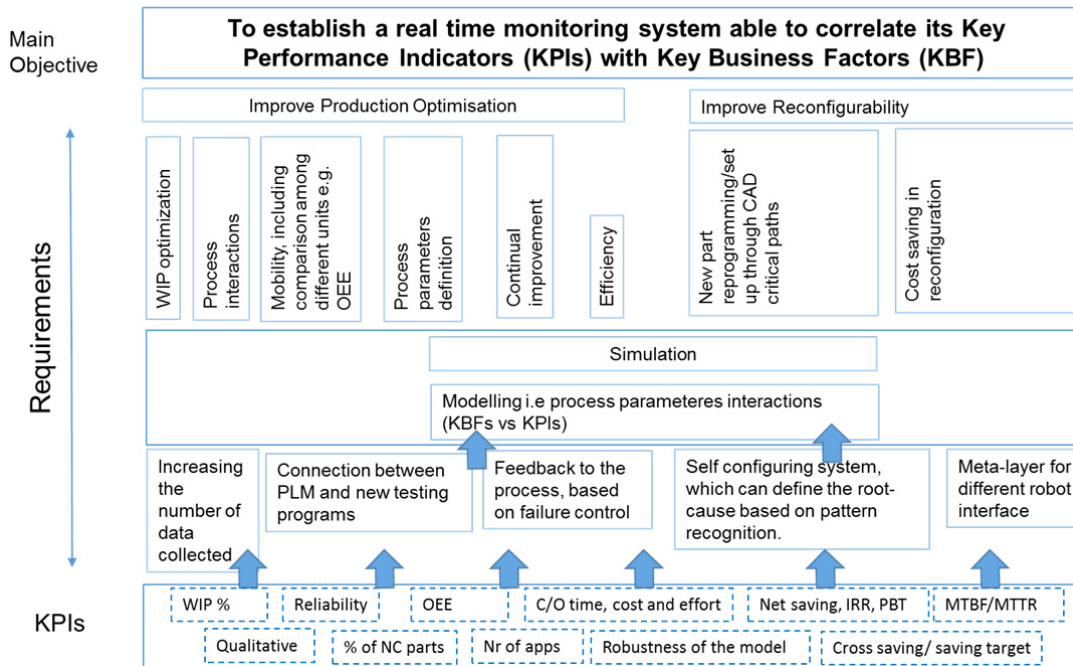 Main
Objective
To establish a real time monitoring system able to correlate its Key
Performance Indicators (KPIs) with Key Business Factors (KBF)
Improve Production Optimisation
Improve Reconfigurability
Requirements
WIP optimization
Process
interactions
Mobility, including
comparison among
different units e.g.
OEE
Process
parameters
definition
Continual
improvement
Efficiency
New part
reprogramming/set
up through CAD
critical paths
Cost saving in
reconfiguration
Simulation
Modelling i.e process parameteres interactions
(KBFs vs KPIs)
Increasing
the
number of
data
collected
Connection between
PLM and new testing
programs
Feedback to the
process, based
on failure control
Self configuring system,
which can define the root-
cause based on pattern
recognition.
Meta-layer for
different robot
interface
KPIs
WIP %
Reliability
OEE
C/O time, cost and effort
Net saving, IRR, PBT
MTBF/MTTR
Qualitative
% of NC parts
Nr of apps
Robustness of the model
Cross saving/ saving target